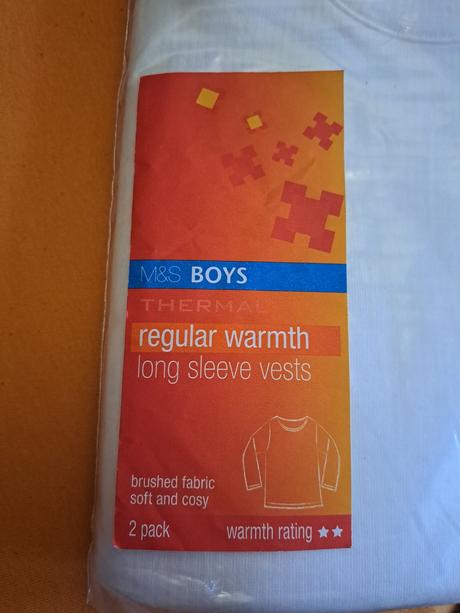 M&S BOYS
THERMAL
regular warmth
long sleeve vests
brushed fabric
soft and cosy
2 pack warmth rating ★★